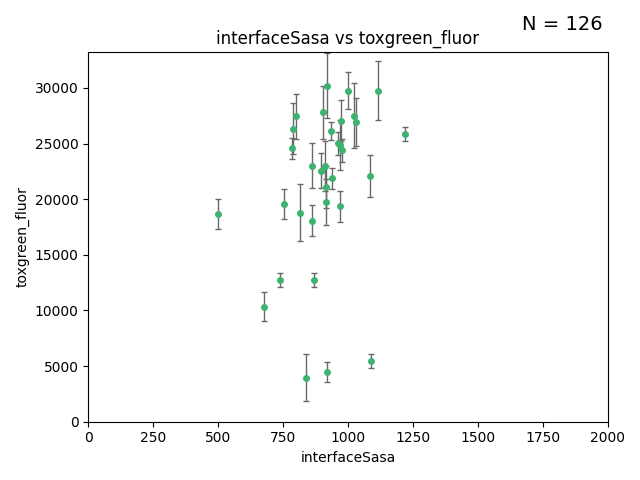 N = 126
interfaceSasa vs toxgreen_fluor
30000
25000
20000
15000
10000
5000
0
toxgreen_fluor
0 250 500 750 1000 1250 1500 1750 2000
interfaceSasa